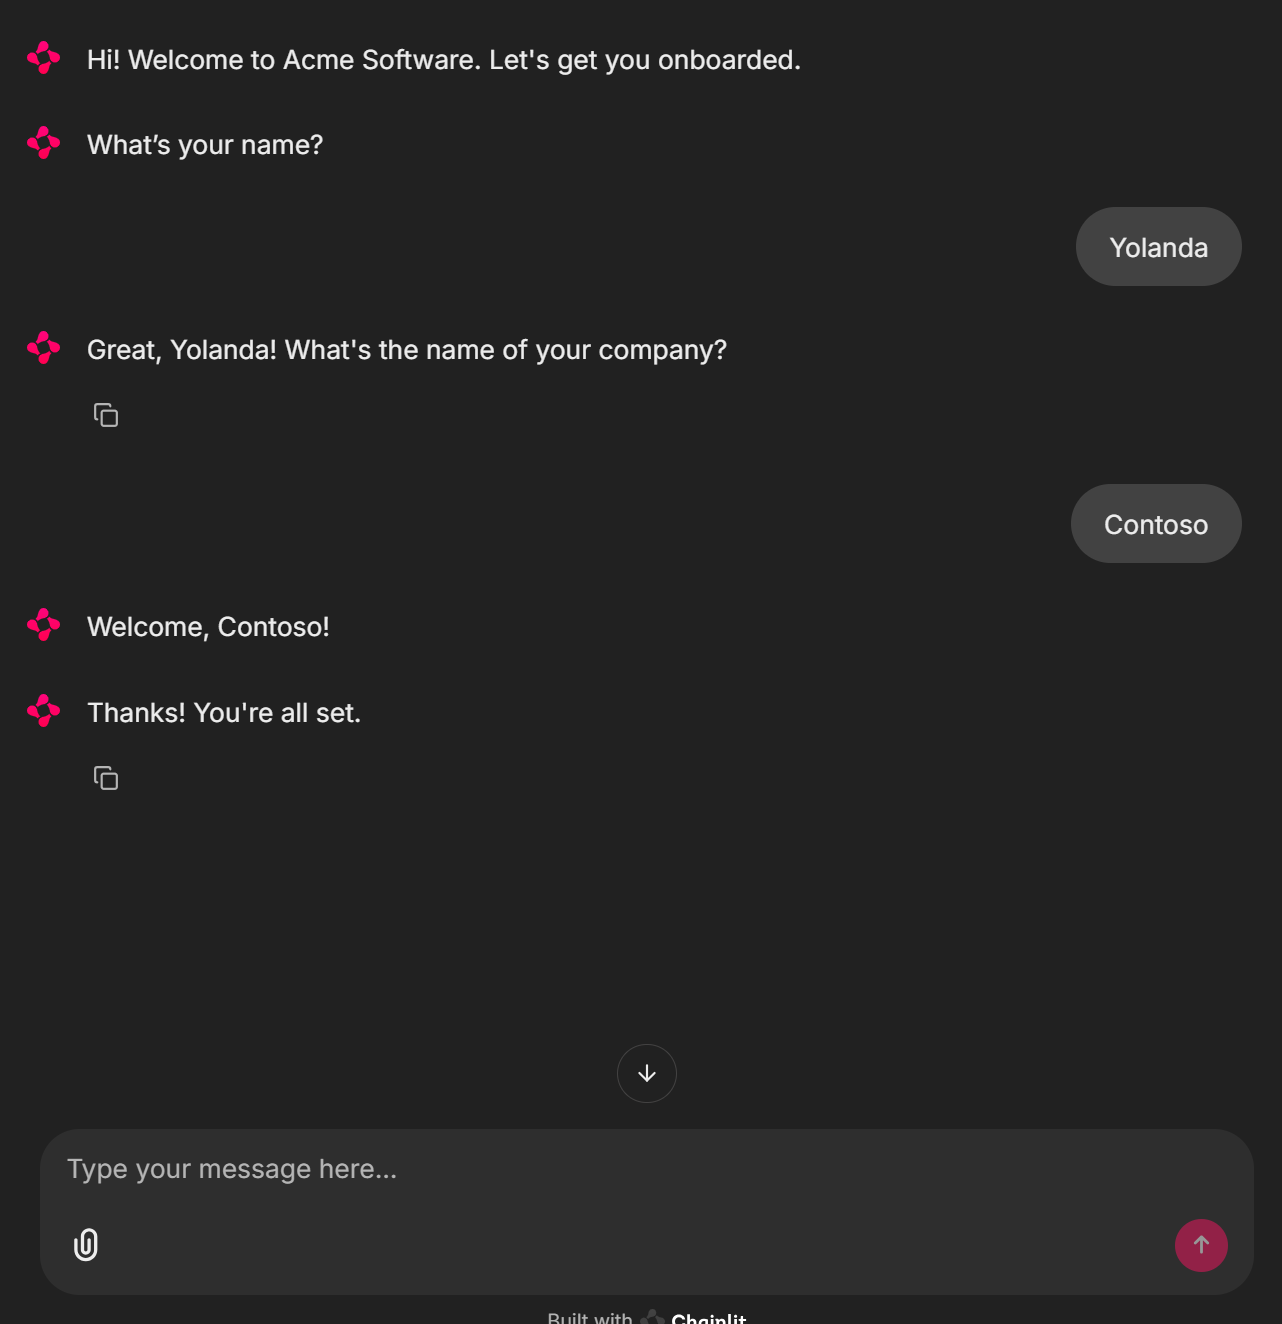 Hi! Welcome to Acme Software. Let's get you onboarded.
What’s your name?
Yolanda
Great, Yolanda! What's the name of your company?
Contoso
Welcome, Contoso!
Thanks! You're all set.
Type your message here...
Built with Chainlit